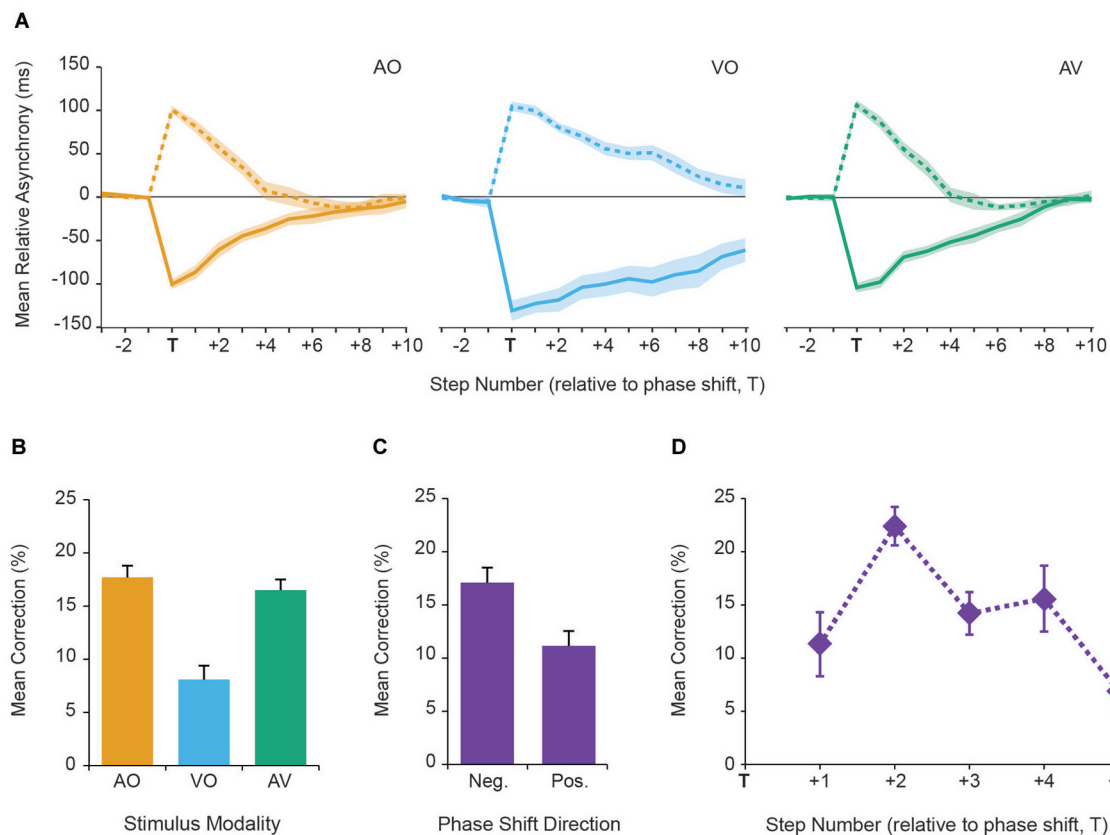 A
Mean Relative Asynchrony (ms)
150
100
50
0
-50
-100
-150
AO
VO
AV
-2 T +2 +4 +6 +8 +10
-2 T +2 +4 +6 +8 +10
-2 T +2 +4 +6 +8 +10
Step Number (relative to phase shift, T)
B
Mean Correction (%)
25
20
15
10
5
0
AO VO AV
Stimulus Modality
C
Mean Correction (%)
25
20
15
10
5
0
Neg. Pos.
Phase Shift Direction
D
Mean Correction (%)
25
20
15
10
5
0
T +1 +2 +3 +4
Step Number (relative to phase shift, T)